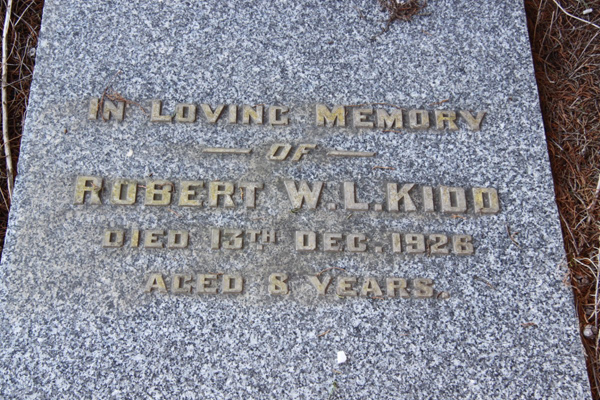 IN LOVING MEMORY
OF
ROBERT W.L. KIDD
DIED 13TH DEC. 1926
AGED 8 YEARS.